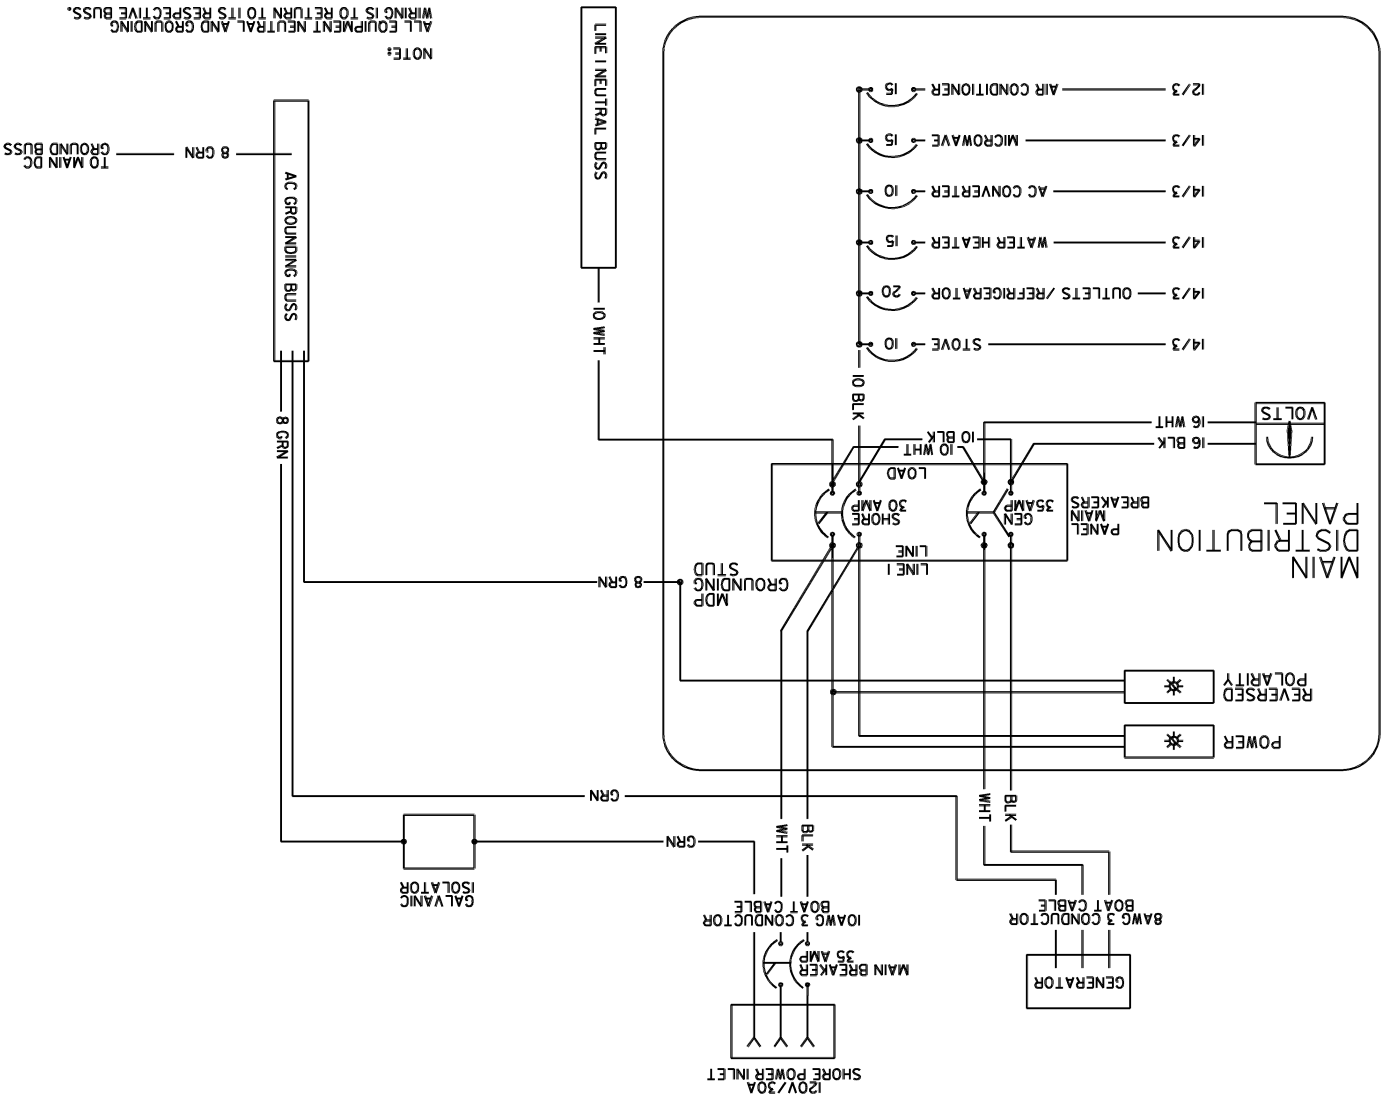 120V/30A
SHORE POWER INLET
GENERATOR
MAIN BREAKER
35 AMP
8AWG 3 CONDUCTOR
BOAT CABLE
10AWG 3 CONDUCTOR
BOAT CABLE
GALVANIC
ISOLATOR
GRN
WHT
BLK
GRN
WHT
BLK
POWER
REVERSED
POLARITY
MDP
GROUNDING
STUD
8 GRN
MAIN
DISTRIBUTION
PANEL
LINE 1
LINE
PANEL
MAIN
BREAKERS
GEN
35AMP
SHORE
30 AMP
LOAD
10 WHT
10 BLK
16 BLK
16 WHT
VOLTS
8 GRN
10 BLK
10 WHT
14/3 STOVE 10
14/3 OUTLETS /REFRIGERATOR 20
14/3 WATER HEATER 15
14/3 AC CONVERTER 10
14/3 MICROWAVE 15
12/3 AIR CONDITIONER 15
AC GROUNDING BUSS
LINE 1 NEUTRAL BUSS
8 GRN
TO MAIN DC
GROUND BUSS
NOTE:
ALL EQUIPMENT NEUTRAL AND GROUNDING
WIRING IS TO RETURN TO ITS RESPECTIVE BUSS.